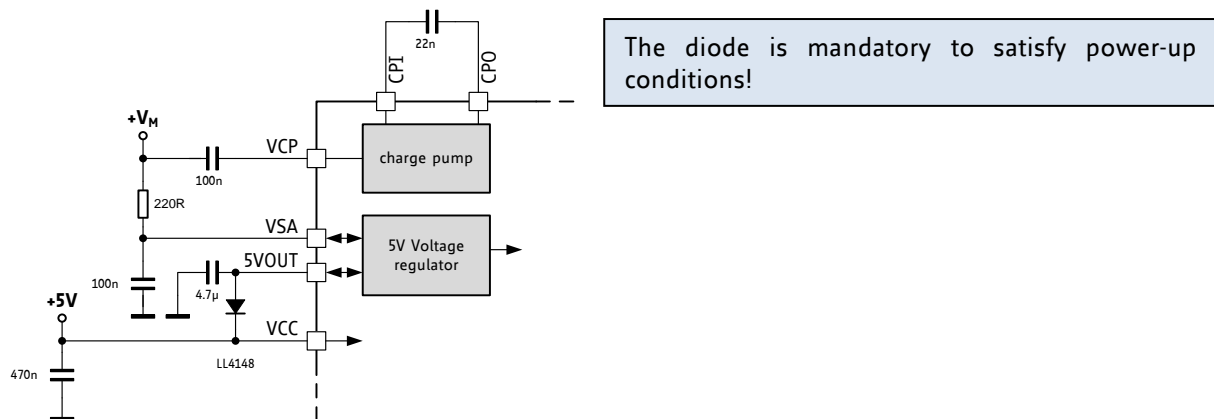 22n
CPI
CPO
The diode is mandatory to satisfy power-up
conditions!
+VM
VCP
charge pump
100n
220R
VSA
5V Voltage
regulator
5VOUT
100n
4.7µ
+5V
VCC
LL4148
470n